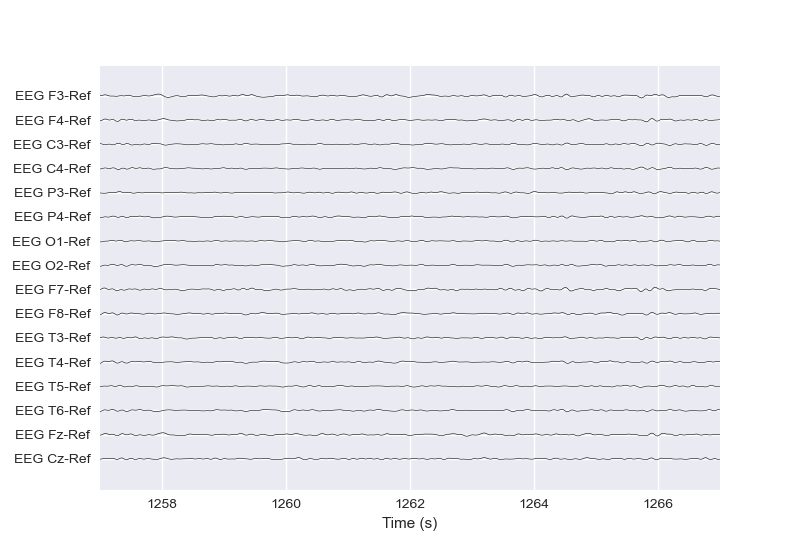 EEG F3-Ref
EEG F4-Ref
EEG C3-Ref
EEG C4-Ref
EEG P3-Ref
EEG P4-Ref
EEG O1-Ref
EEG O2-Ref
EEG F7-Ref
EEG F8-Ref
EEG T3-Ref
EEG T4-Ref
EEG T5-Ref
EEG T6-Ref
EEG Fz-Ref
EEG Cz-Ref
1258 1260 1262 1264 1266
Time (s)